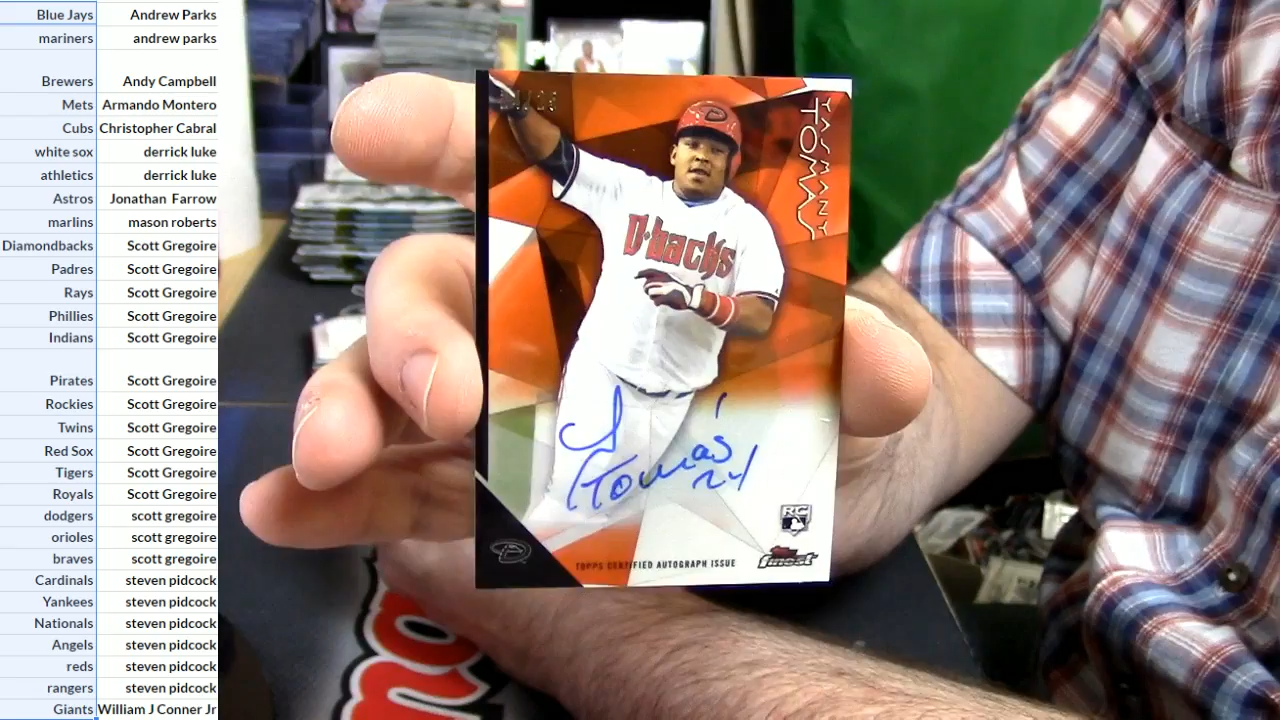 Blue Jays Andrew Parks
mariners andrew parks
Brewers Andy Campbell
Mets Armando Montero
Cubs Christopher Cabral
white sox derrick luke
athletics derrick luke
Astros Jonathan Farrow
marlins mason roberts
Diamondbacks Scott Gregoire
Padres Scott Gregoire
Rays Scott Gregoire
Phillies Scott Gregoire
Indians Scott Gregoire
Pirates Scott Gregoire
Rockies Scott Gregoire
Twins Scott Gregoire
Red Sox Scott Gregoire
Tigers Scott Gregoire
Royals Scott Gregoire
dodgers scott gregoire
orioles scott gregoire
braves scott gregoire
Cardinals steven pidcock
Yankees steven pidcock
Nationals steven pidcock
Angels steven pidcock
reds steven pidcock
rangers steven pidcock
Giants William J Conner Jr
YASMANY
TOMAS
D-backs
Tomás
24
RC
TOPPS CERTIFIED AUTOGRAPH ISSUE
Topps
finest